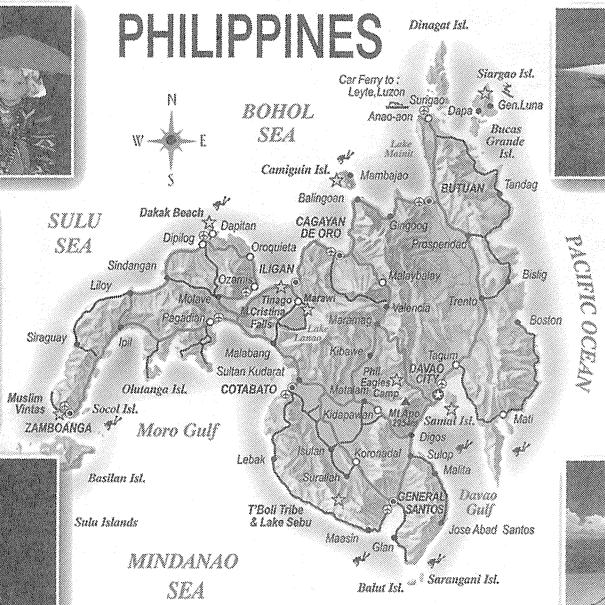 PHILIPPINES
Dinagat Isl.
Car Ferry to :
Leyte,Luzon
Surigao
Siargao Isl.
Anao-aon
Dapa
Gen.Luna
N
W E
S
BOHOL
SEA
Lake
Mainit
Bucas
Grande
Isl.
Camiguin Isl.
Mambajao
BUTUAN
Tandag
Balingoan
Dakak Beach
Dapitan
CAGAYAN
DE ORO
Gingoog
SULU
SEA
Dipilog
Oroquieta
Prosperidad
PACIFIC OCEAN
Sindangan
ILIGAN
Malaybalay
Bislig
Liloy
Ozamis
Molave
Tinago
Marawi
M.Cristina
Falls
Valencia
Trento
Boston
Pagadian
Lake
Lanao
Maramag
Siraguay
Ipil
Malabang
Kibawe
Tagum
Sultan Kudarat
Phil.
Eagles
Camp
DAVAO
CITY
Olutanga Isl.
COTABATO
Matalam
Muslim
Vintas
Socol Isl.
Kidapawan
Mt.Apo
2954m
Samal Isl.
Mati
ZAMBOANGA
Moro Gulf
Digos
Isulan
Koronadal
Sulop
Lebak
Malita
Basilan Isl.
Surallah
GENERAL
SANTOS
Davao
Gulf
Sulu Islands
T'Boli Tribe
& Lake Sebu
Jose Abad Santos
Maasin
Glan
MINDANAO
SEA
Balut Isl.
Sarangani Isl.